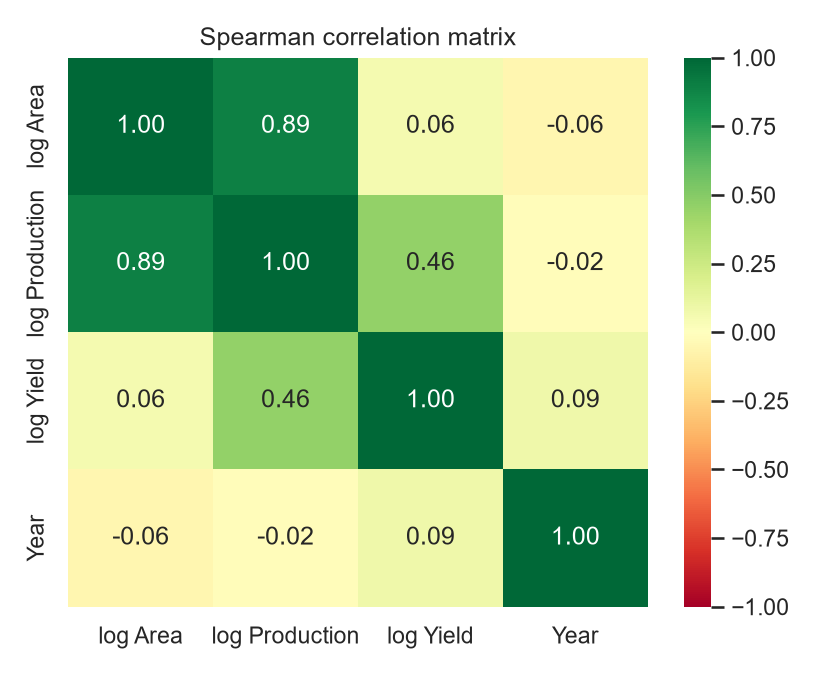 Spearman correlation matrix
log Area
1.00 0.89 0.06 -0.06
log Production
0.89 1.00 0.46 -0.02
log Yield
0.06 0.46 1.00 0.09
Year
-0.06 -0.02 0.09 1.00
log Area log Production log Yield Year
1.00
0.75
0.50
0.25
0.00
−0.25
−0.50
−0.75
−1.00